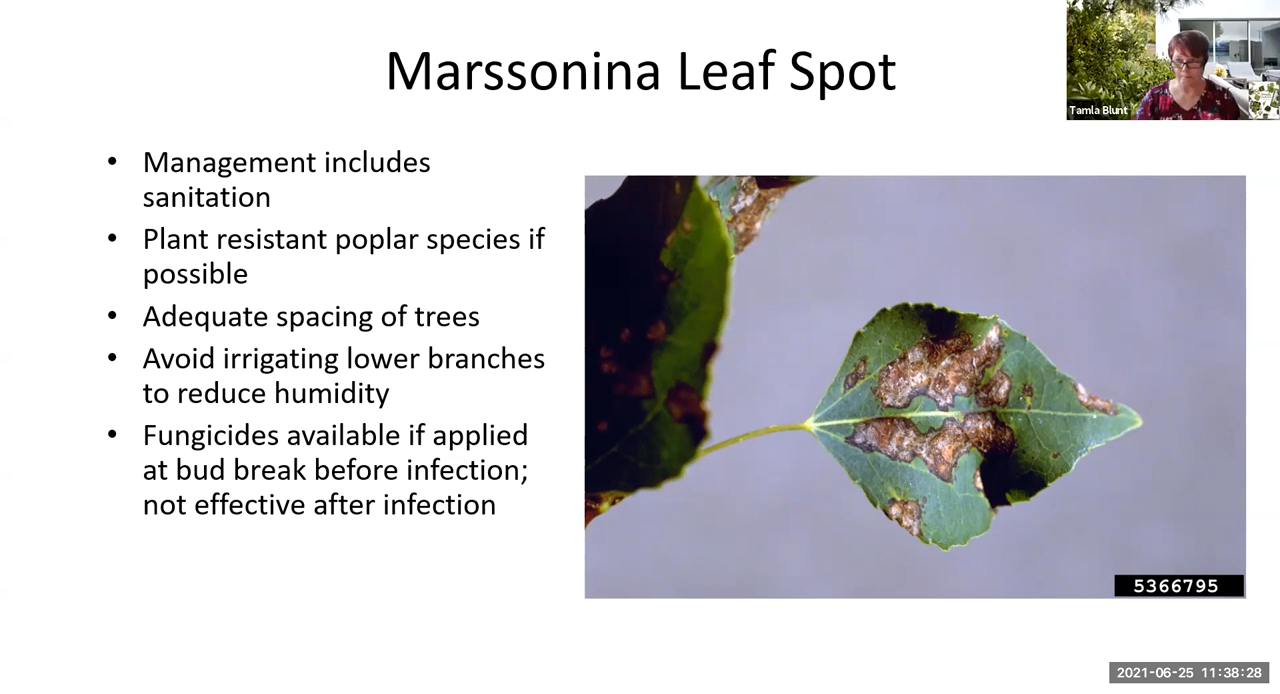 Marssonina Leaf Spot
Tamla Blunt
• Management includes
sanitation
• Plant resistant poplar species if
possible
• Adequate spacing of trees
• Avoid irrigating lower branches
to reduce humidity
• Fungicides available if applied
at bud break before infection;
not effective after infection
5366795
2021-06-25 11:38:28